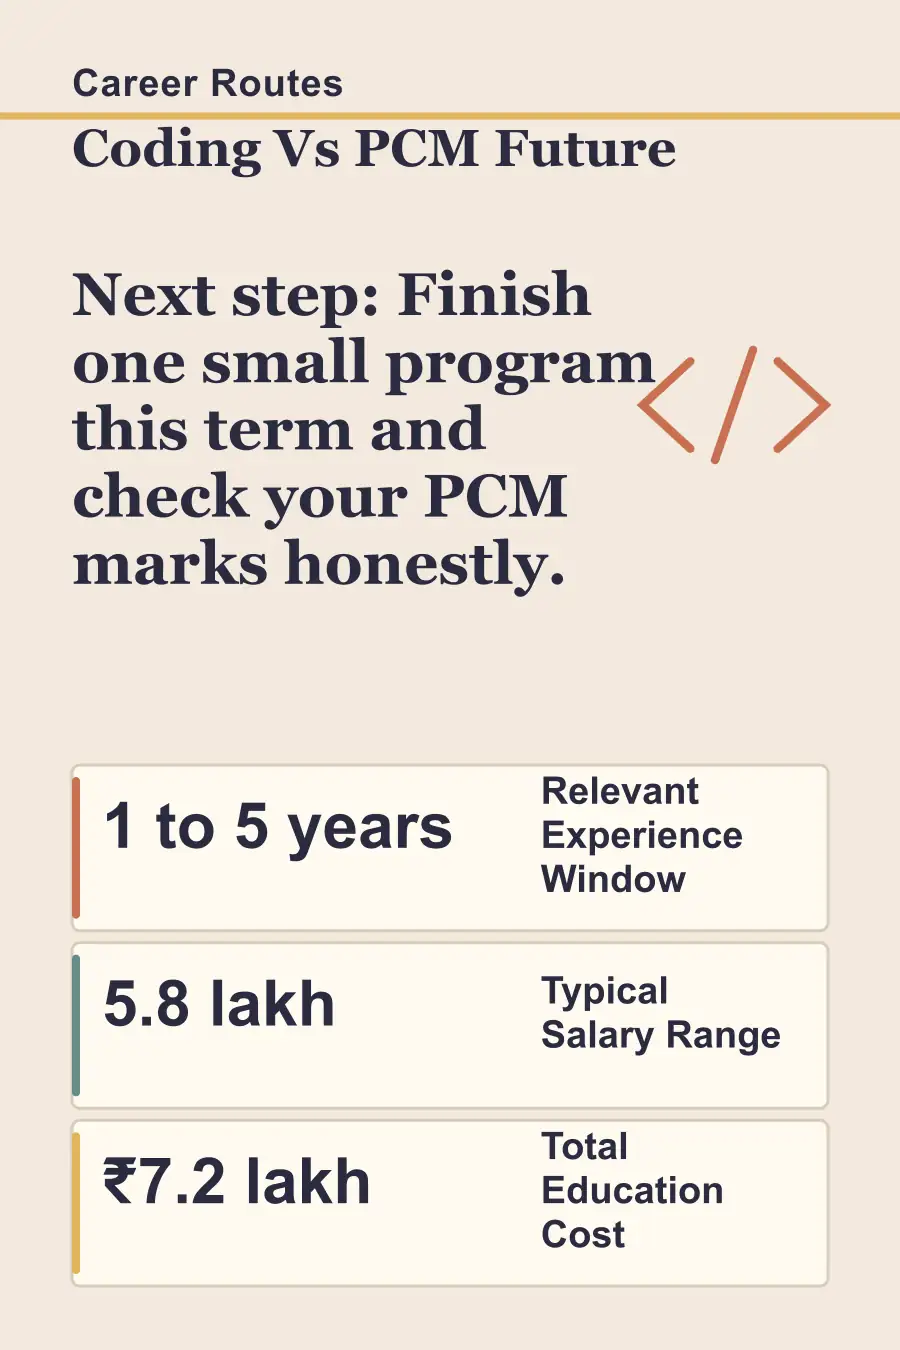 Career Routes
Coding Vs PCM Future
Next step: Finish
one small program
this term and
check your PCM
marks honestly.
</>
1 to 5 years
Relevant
Experience
Window
5.8 lakh
Typical
Salary Range
₹7.2 lakh
Total
Education
Cost